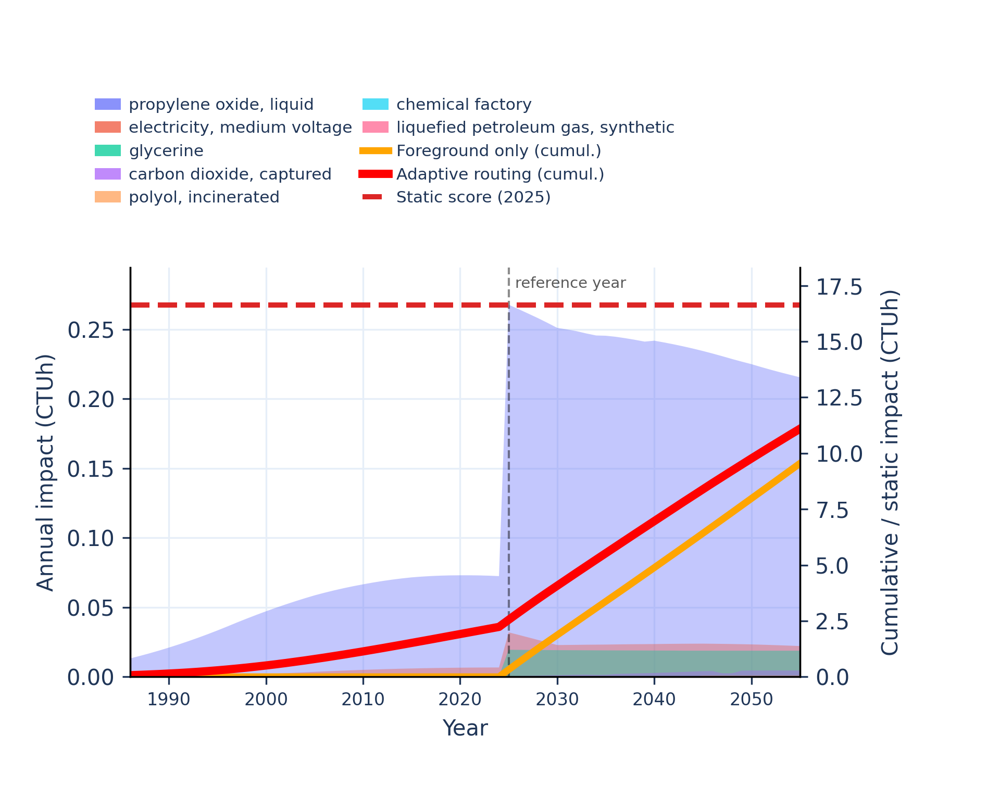 propylene oxide, liquid
electricity, medium voltage
glycerine
carbon dioxide, captured
polyol, incinerated
chemical factory
liquefied petroleum gas, synthetic
Foreground only (cumul.)
Adaptive routing (cumul.)
Static score (2025)
reference year
Annual impact (CTUh)
0.25
0.20
0.15
0.10
0.05
0.00
17.5
15.0
12.5
10.0
7.5
5.0
2.5
0.0
Cumulative / static impact (CTUh)
1990 2000 2010 2020 2030 2040 2050
Year